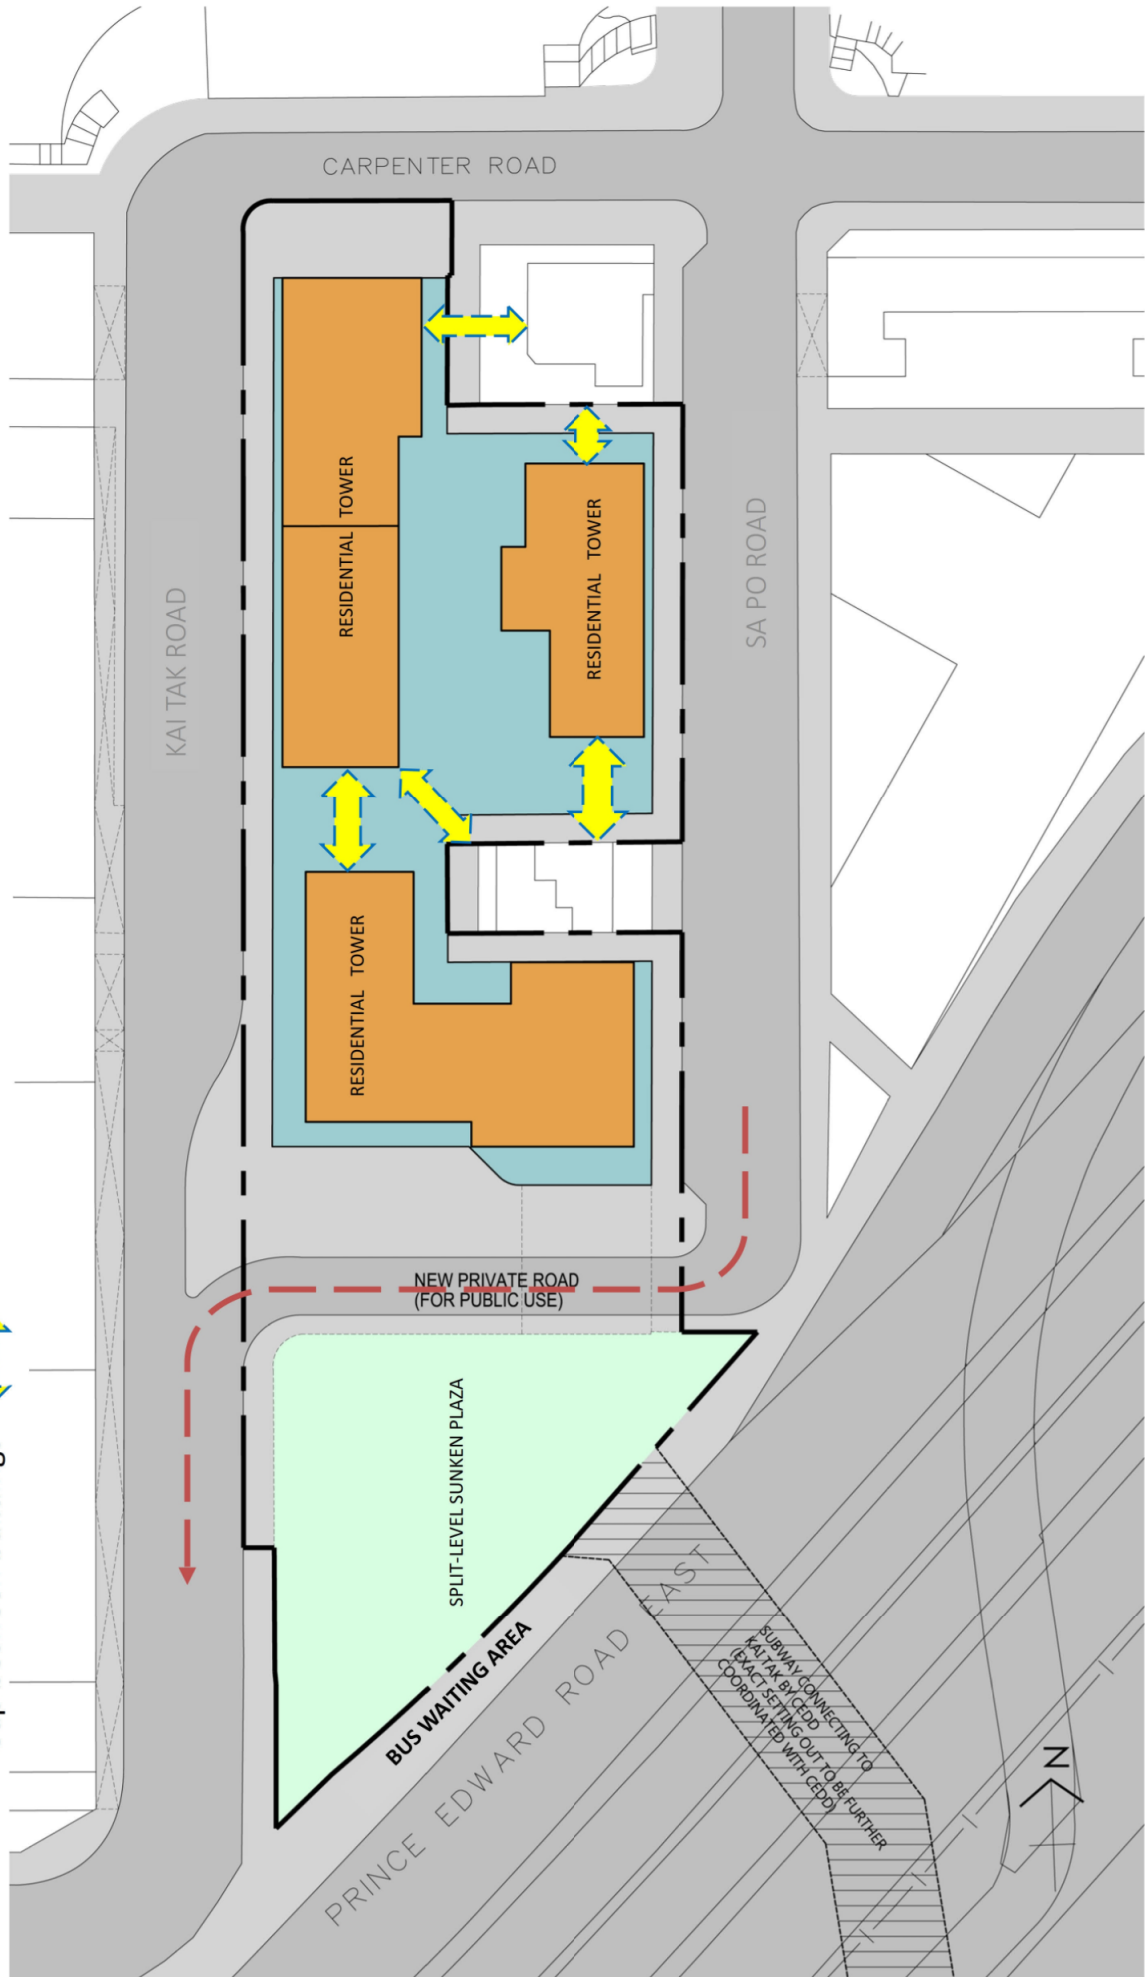 CARPENTER ROAD
RESIDENTIAL TOWER
RESIDENTIAL TOWER
SA PO ROAD
KAI TAK ROAD
RESIDENTIAL TOWER
NEW PRIVATE ROAD
(FOR PUBLIC USE)
SPLIT-LEVEL SUNKEN PLAZA
BUS WAITING AREA
PRINCE EDWARD ROAD EAST
SUBWAY CONNECTING TO
KAI TAK BY CEDD
(EXACT SETTING OUT TO BE FURTHER
COORDINATED WITH CEDD)
N